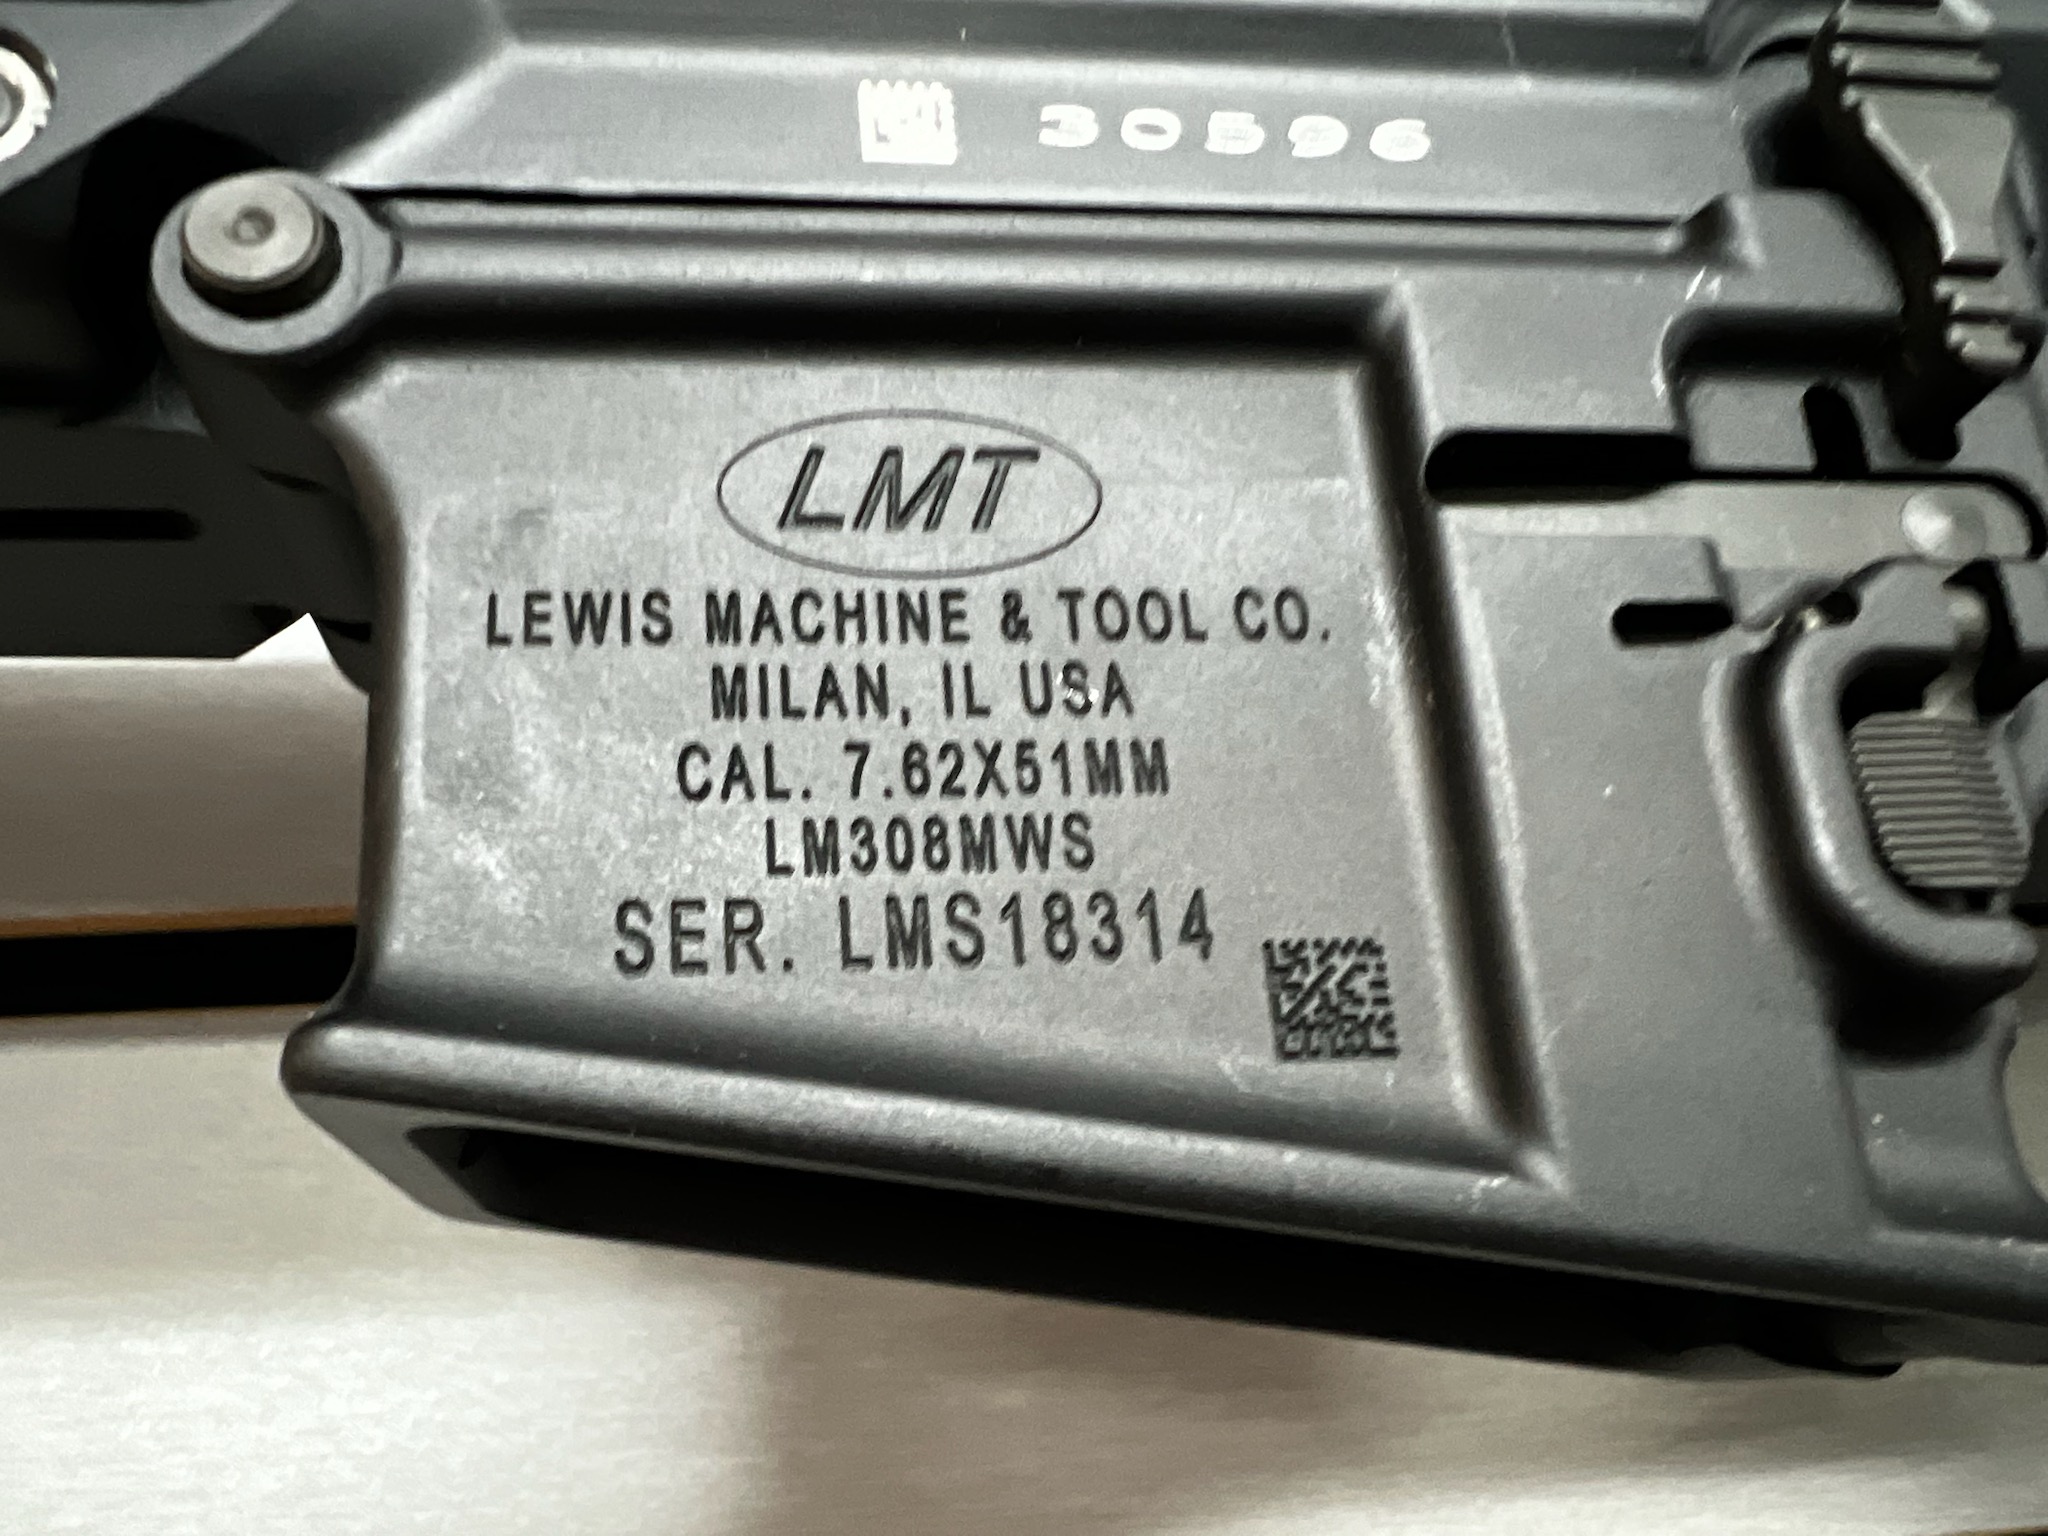 30596
LMT
LEWIS MACHINE & TOOL CO.
MILAN, IL USA
CAL. 7.62X51MM
LM308MWS
SER. LMS18314